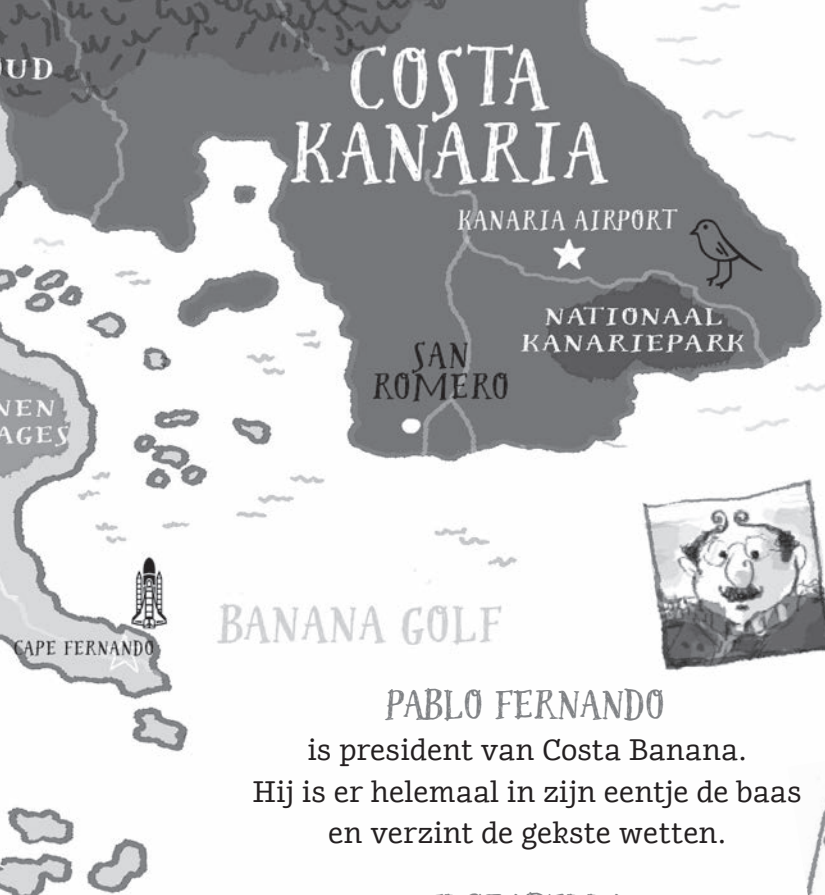 COSTA
KANARIA
KANARIA AIRPORT
NATIONAAL
KANARIEPARK
SAN
ROMERO
BANANA GOLF
CAPE FERNANDO
PABLO FERNANDO
is president van Costa Banana.
Hij is er helemaal in zijn eentje de baas
en verzint de gekste wetten.